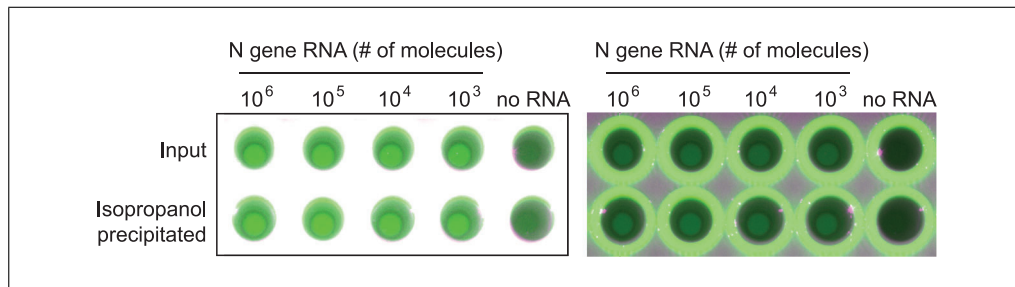 N gene RNA (# of molecules)
10^6 10^5 10^4 10^3 no RNA
Input
Isopropanol
precipitated
N gene RNA (# of molecules)
10^6 10^5 10^4 10^3 no RNA